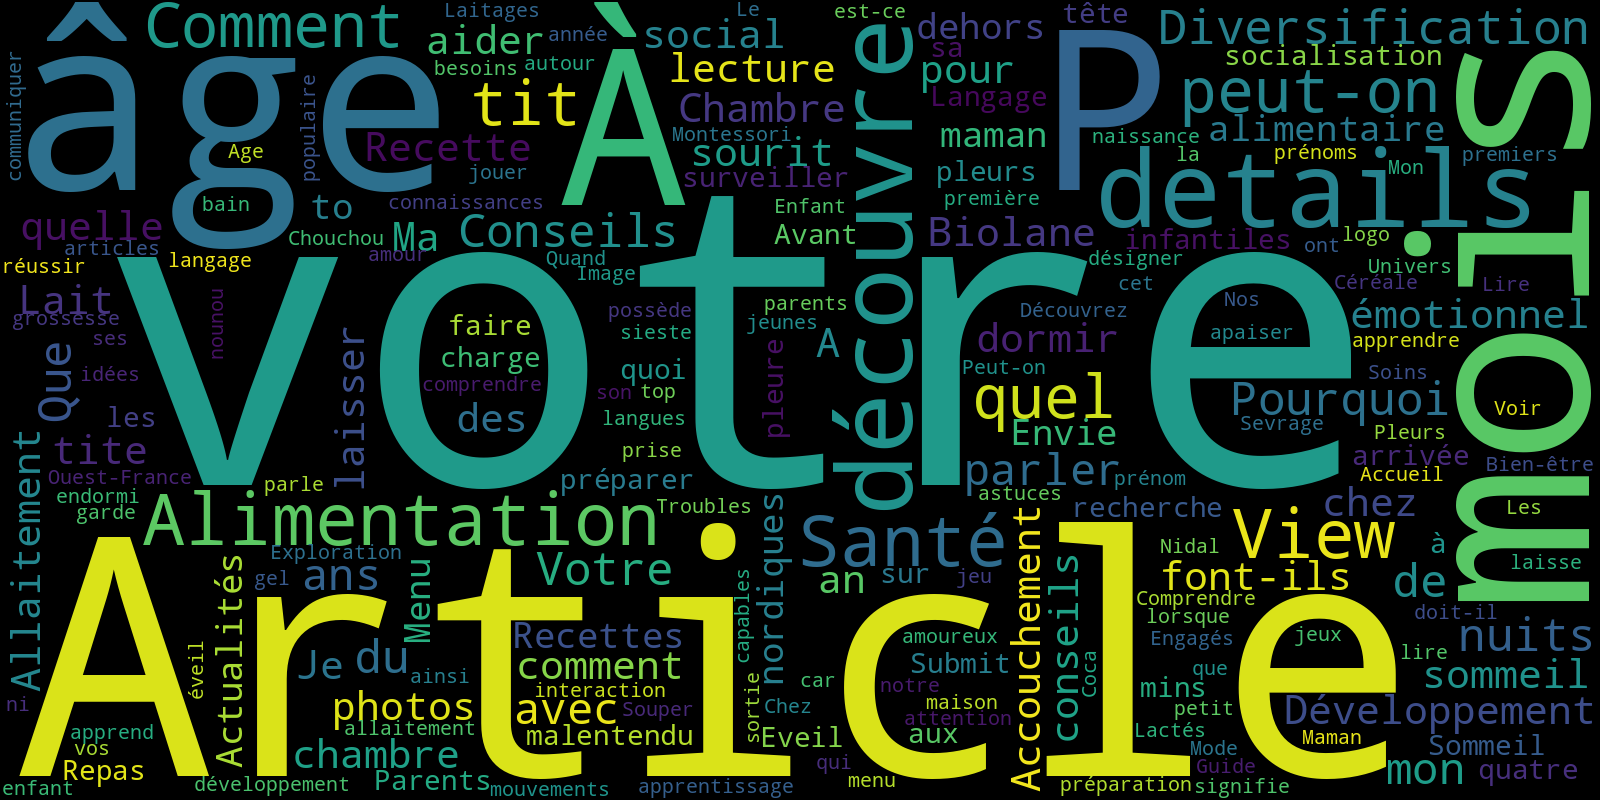 communiquer
âge
Comment
Laitages
Le
est-ce
tête
aider
année
social
dehors
Diversification
besoins
autour
lecture
sa
socialisation
populaire
tit
À
Chambre
découvre
pour
Langage
P
peut-on
mois
Age
Recette
Montessori
maman
naissance
alimentaire
jouer
sourit
pleurs
la
prénoms
Mon
premiers
surveiller
première
details
bain
to
connaissances
Enfant
quelle
Chouchou
Ma
Conseils
Avant
Biolane
infantiles
ont
logo
articles
amour
Quand
désigner
Univers
réussir
langage
Image
cet
Céréale
Lire
Lait
nounou
votre
possède
parents
Découvrez
Nos
émotionnel
grossesse
faire
sieste
jeunes
A
dormir
apaiser
apprendre
ses
laisser
charge
quoi
pleure
Peut-on
Soins
Que
idées
comprendre
son
top
quel
Pourquoi
Voir
les
des
langues
Envie
Sevrage
Pleurs
tite
prise
parler
arrivée
Bien-être
Ouest-France
parle
préparer
prénom
Accueil
Allaitement
endormi
garde
Alimentation
Troubles
astuces
recherche
chez
Les
Article
Exploration
nordiques
Santé
Accouchement
View
à
laisse
Actualités
gel
ans
Menu
Votre
capables
an
sur
jeu
conseils
Nidal
font-ils
de
Comprendre
doit-il
éveil
Je
du
Recettes
amoureux
lorsque
Engagés
jeux
nuits
ainsi
comment
Submit
Coca
que
lire
sommeil
ni
photos
interaction
avec
Souper
sortie
car
notre
mins
maison
petit
Développement
apprend
allaitement
malentendu
Chez
attention
Lactés
vos
chambre
Eveil
aux
Mode
Maman
Sommeil
Repas
qui
Guide
mon
quatre
enfant
développement
Parents
mouvements
apprentissage
menu
préparation
signifie